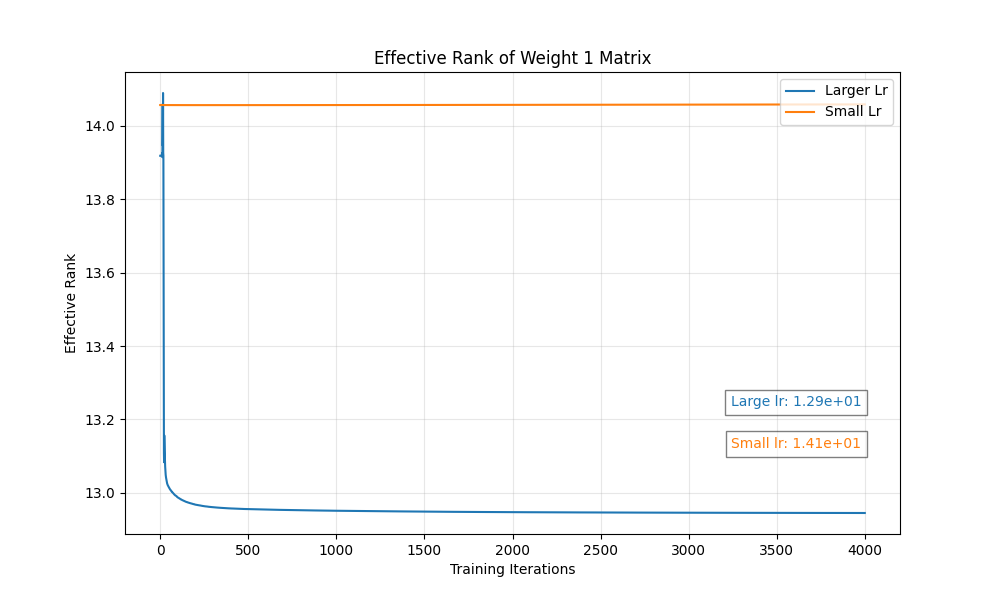 Effective Rank of Weight 1 Matrix
Larger Lr
Small Lr
Effective Rank
14.0
13.8
13.6
13.4
13.2
13.0
Large lr: 1.29e+01
Small lr: 1.41e+01
0 500 1000 1500 2000 2500 3000 3500 4000
Training Iterations